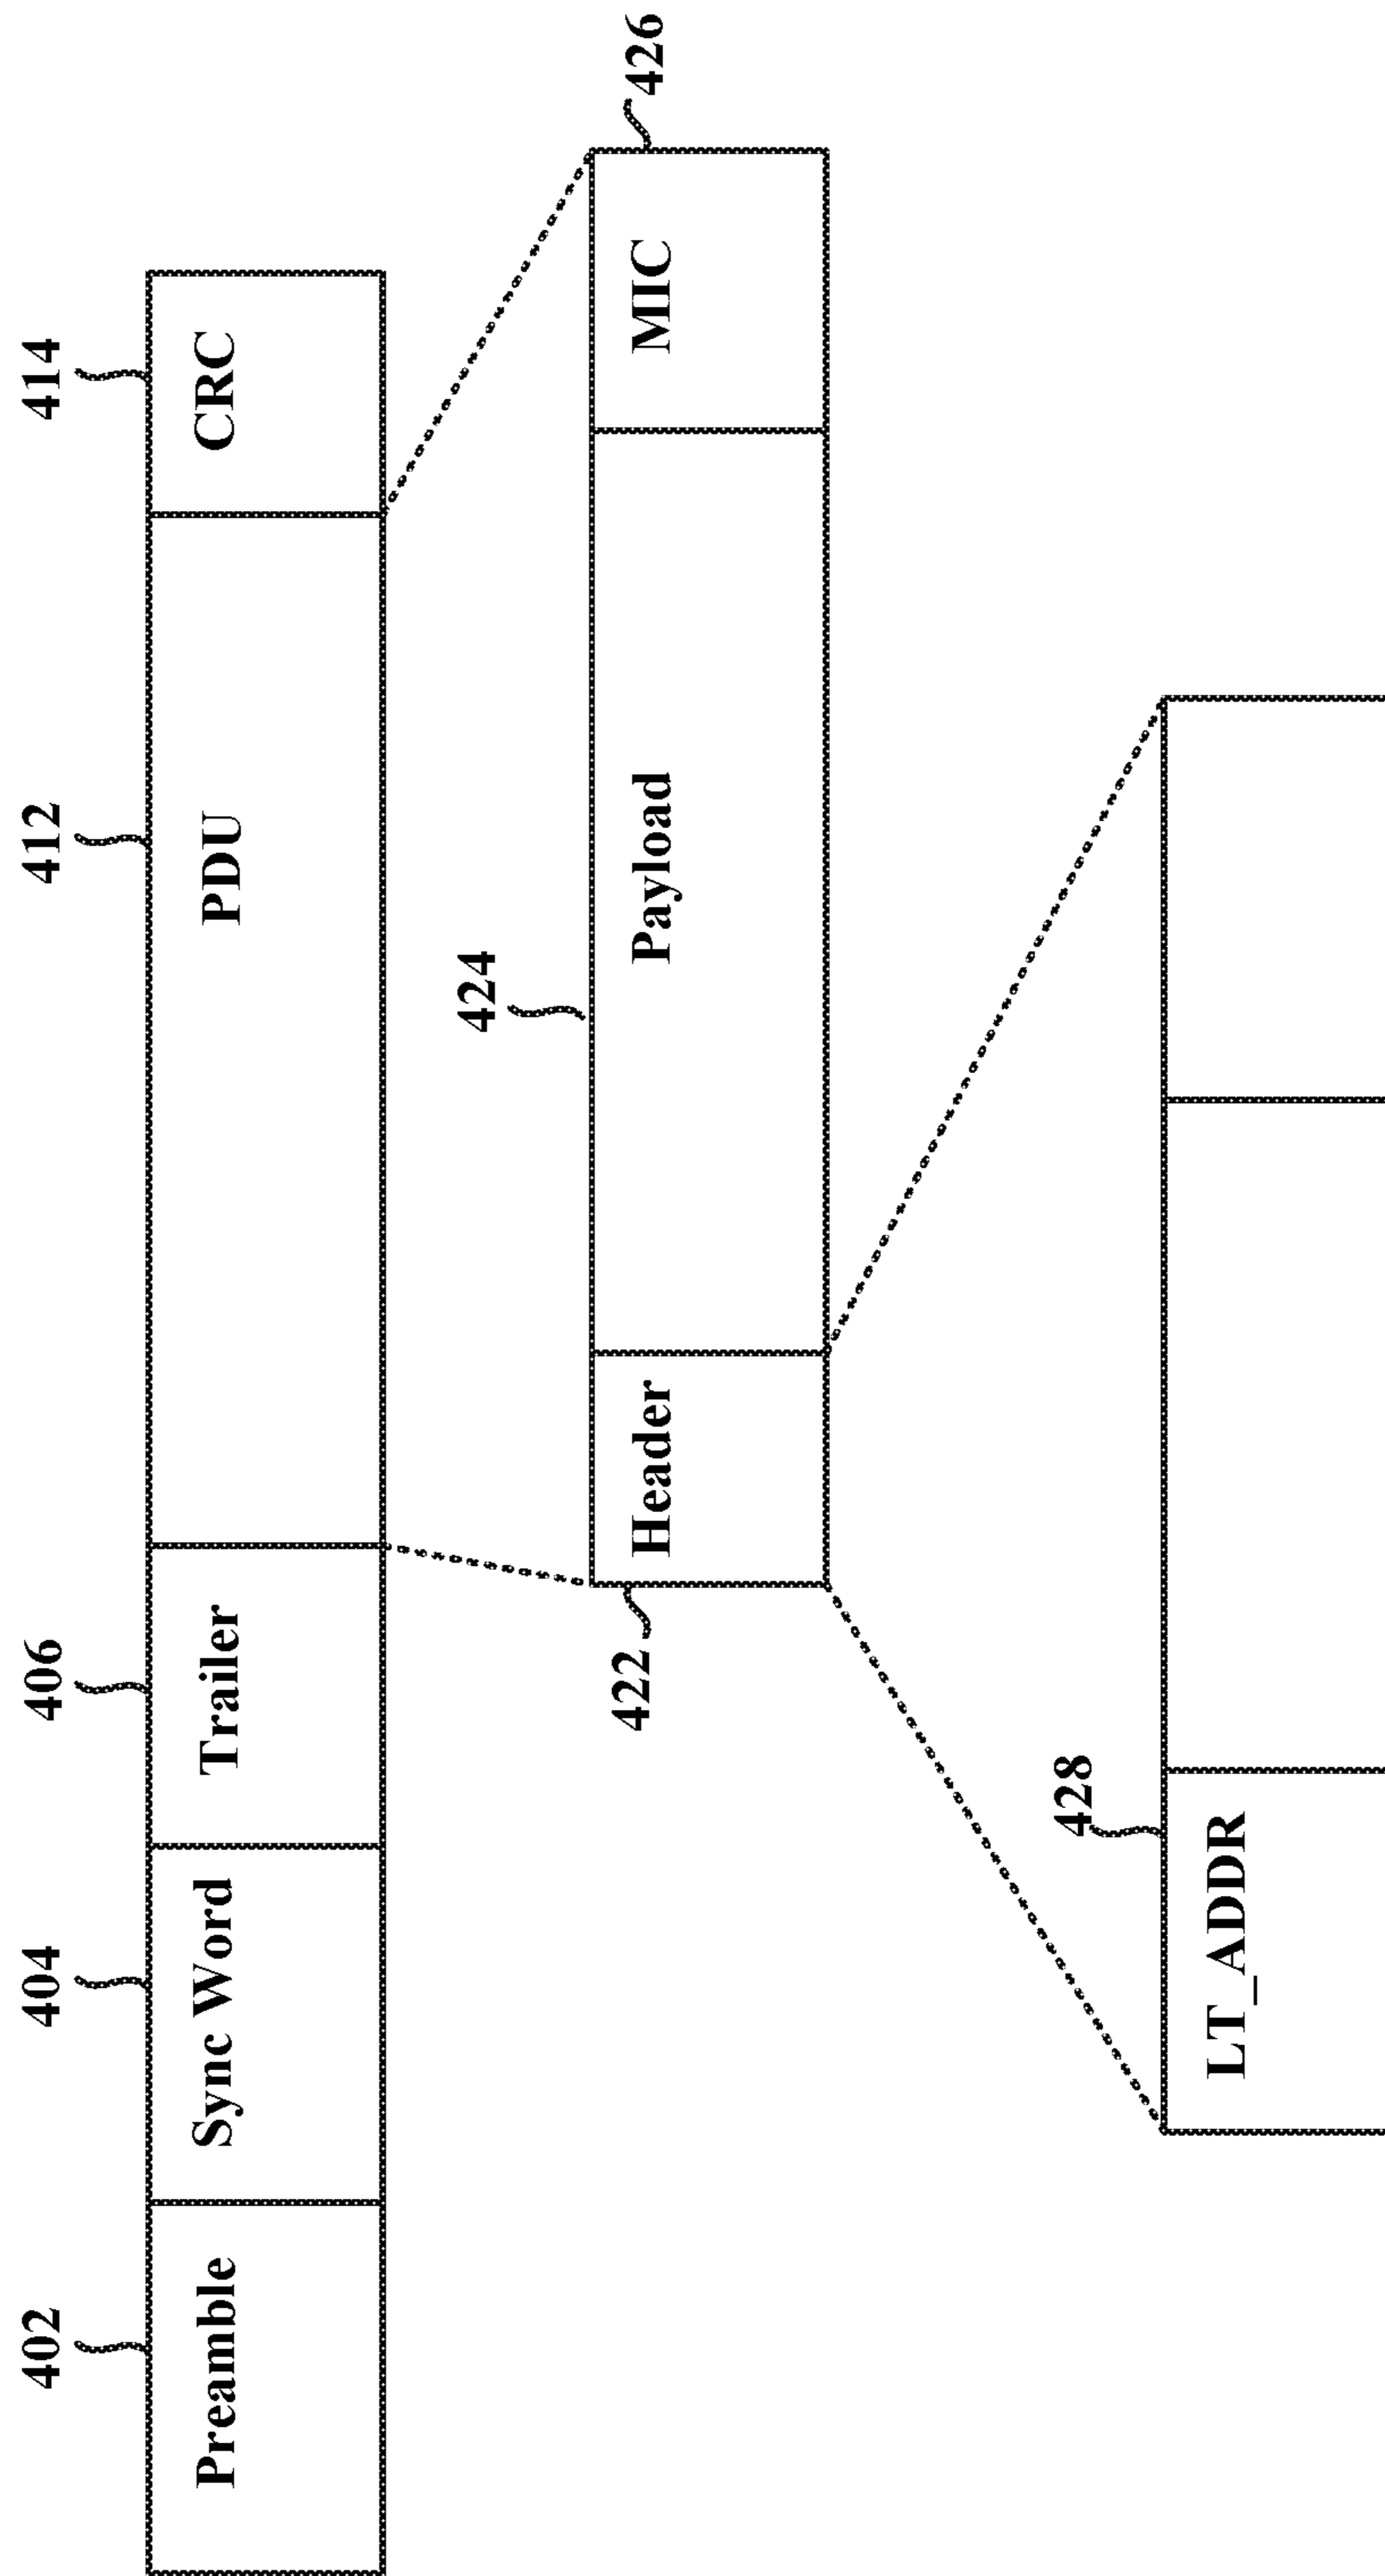 402
404
406
412
414
Preamble
Sync Word
Trailer
PDU
CRC
424
422
Header
Payload
MIC
426
428
LT_ADDR